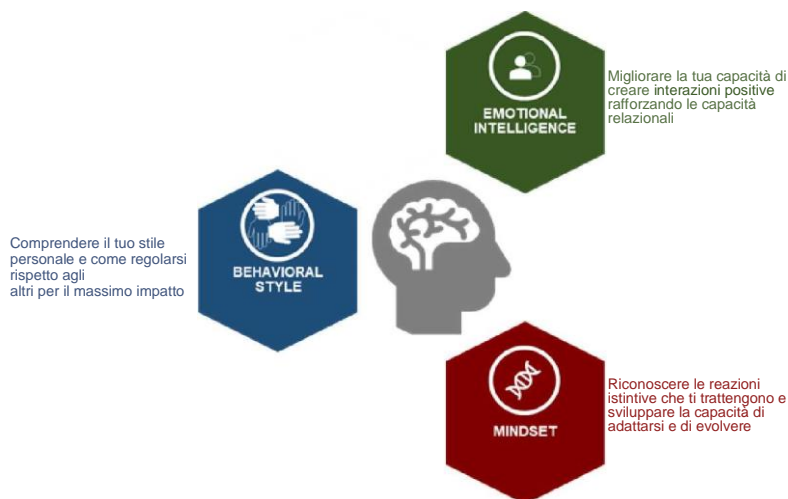 EMOTIONAL
INTELLIGENCE
Migliorare la tua capacità di
creare interazioni positive
rafforzando le capacità
relazionali
BEHAVIORAL
STYLE
Comprendere il tuo stile
personale e come regolarsi
rispetto agli
altri per il massimo impatto
MINDSET
Riconoscere le reazioni
istintive che ti trattengono e
sviluppare la capacità di
adattarsi e di evolvere